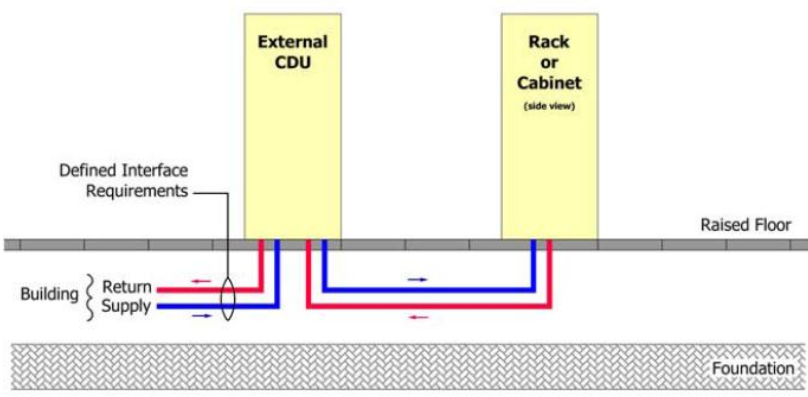 External
CDU
Rack
or
Cabinet
(side view)
Defined Interface
Requirements
Raised Floor
Building
Return
Supply
Foundation